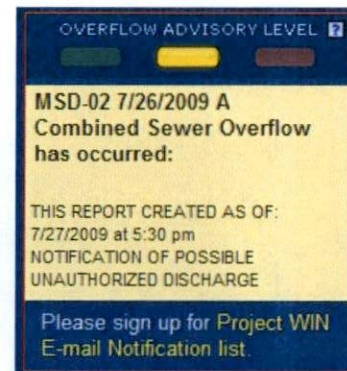 OVERFLOW ADVISORY LEVEL ?
MSD-02 7/26/2009 A
Combined Sewer Overflow
has occurred:
THIS REPORT CREATED AS OF:
7/27/2009 at 5:30 pm
NOTIFICATION OF POSSIBLE
UNAUTHORIZED DISCHARGE
Please sign up for Project WIN
E-mail Notification list.